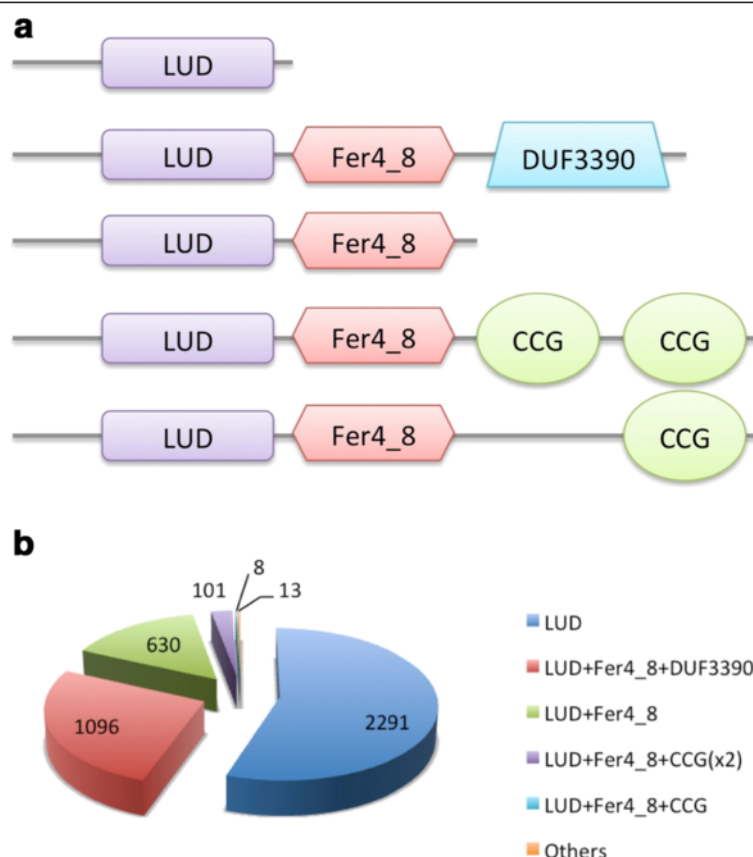 a
LUD
LUD Fer4_8 DUF3390
LUD Fer4_8
LUD Fer4_8 CCG CCG
LUD Fer4_8 CCG
b
8
101 13
630
1096
2291
LUD
LUD+Fer4_8+DUF3390
LUD+Fer4_8
LUD+Fer4_8+CCG(x2)
LUD+Fer4_8+CCG
Others